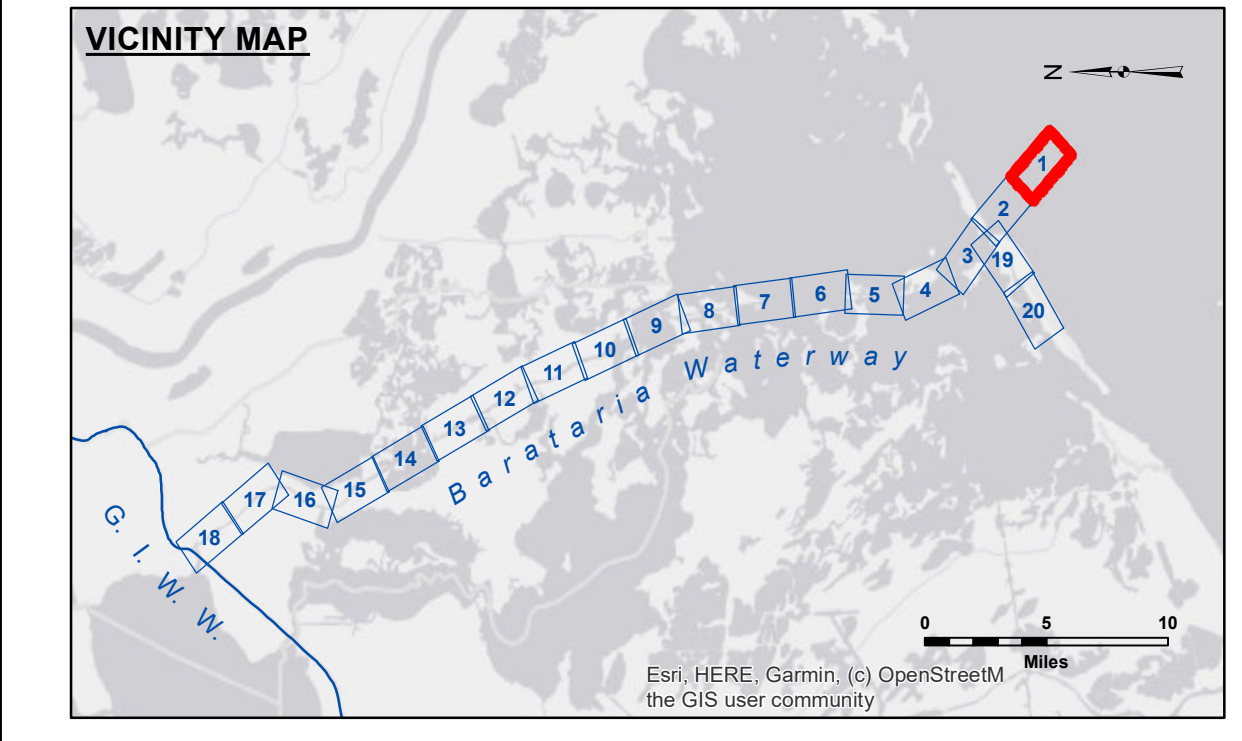 VICINITY MAP
N
1
2
3
19
20
4
5
6
7
8
9
10
11
12
13
14
15
16
17
18
Barataria Waterway
G. I. W. W.
0 5 10
Miles
Esri, HERE, Garmin, (c) OpenStreetM
the GIS user community